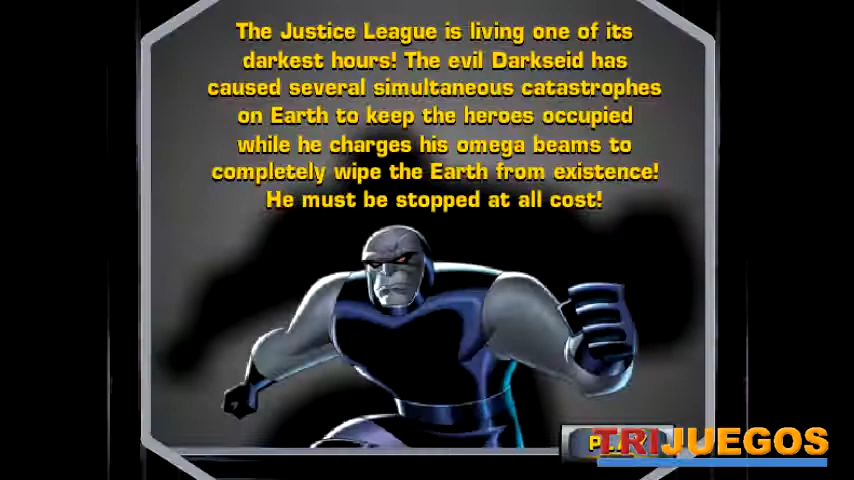 The Justice League is living one of its
darkest hours! The evil Darkseid has
caused several simultaneous catastrophes
on Earth to keep the heroes occupied
while he charges his omega beams to
completely wipe the Earth from existence!
He must be stopped at all cost!
TRIJUEGOS